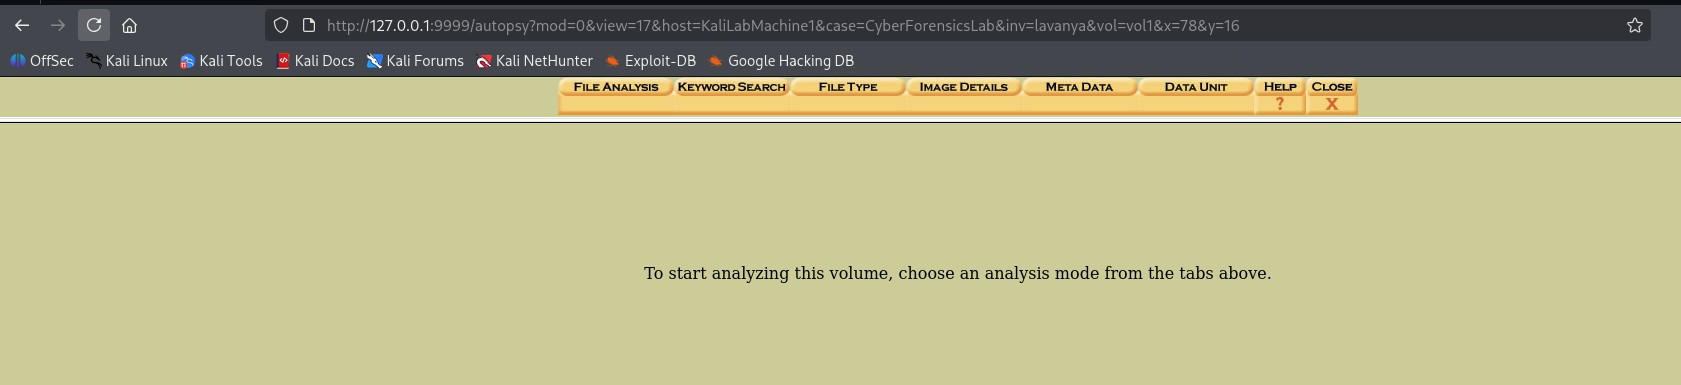 http://127.0.0.1:9999/autopsy?mod=0&view=17&host=KaliLabMachine1&case=CyberForensicsLab&inv=lavanya&vol=vol1&x=78&y=16
OffSec Kali Linux Kali Tools Kali Docs Kali Forums Kali NetHunter Exploit-DB Google Hacking DB
FILE ANALYSIS KEYWORD SEARCH FILE TYPE IMAGE DETAILS META DATA DATA UNIT HELP CLOSE
? X
To start analyzing this volume, choose an analysis mode from the tabs above.